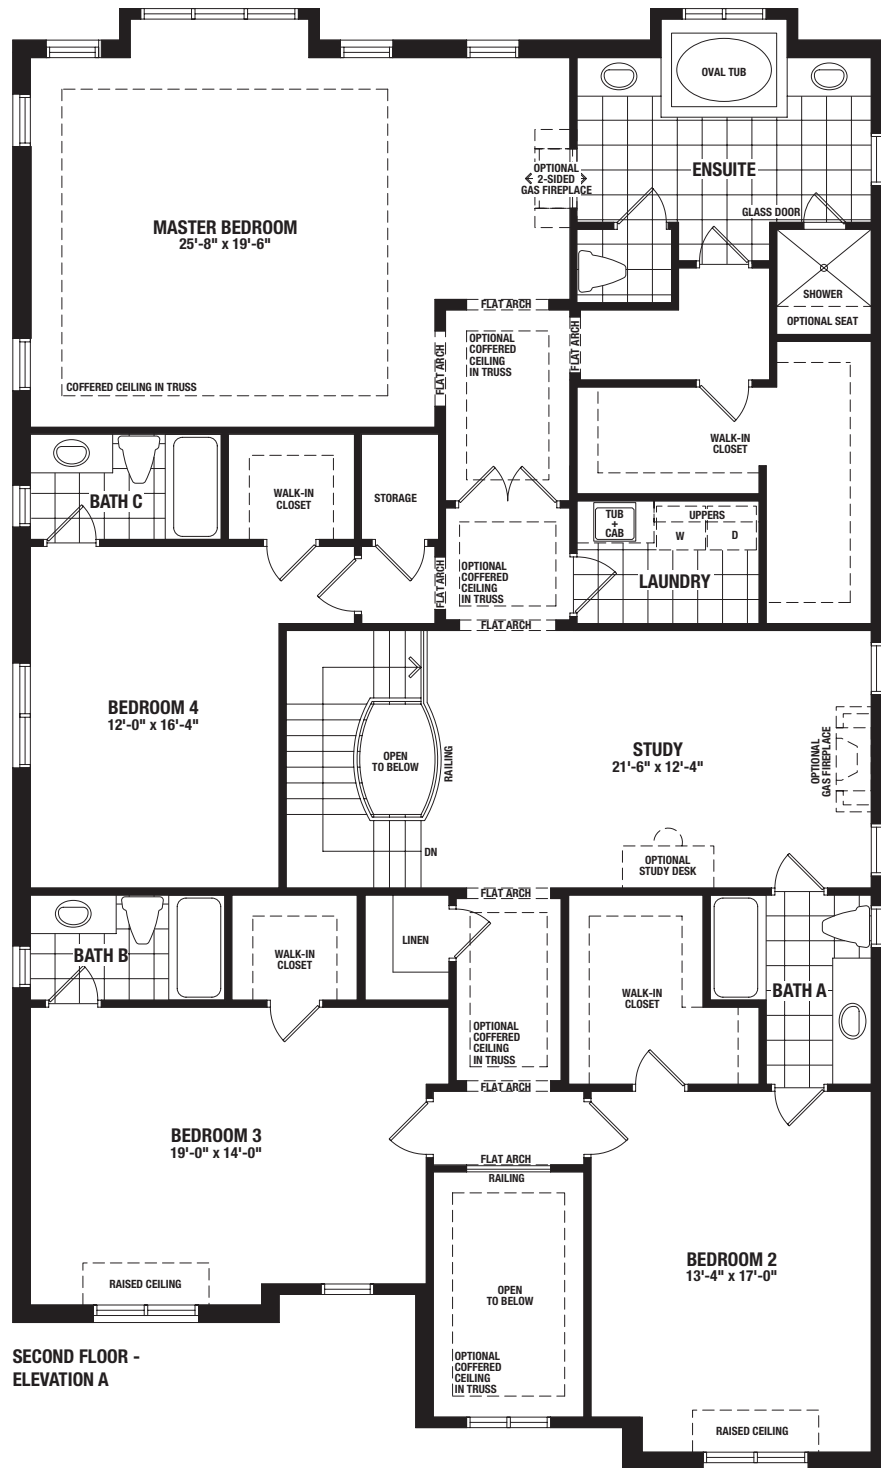 OVAL TUB
ENSUITE
OPTIONAL
2-SIDED
GAS FIREPLACE
GLASS DOOR
MASTER BEDROOM
25'-8" x 19'-6"
SHOWER
OPTIONAL SEAT
FLAT ARCH
FLAT ARCH
FLAT ARCH
OPTIONAL
COFFERED
CEILING
IN TRUSS
COFFERED CEILING IN TRUSS
WALK-IN
CLOSET
BATH C
WALK-IN
CLOSET
STORAGE
TUB
+
CAB
UPPERS
W
D
LAUNDRY
FLAT ARCH
OPTIONAL
COFFERED
CEILING
IN TRUSS
FLAT ARCH
BEDROOM 4
12'-0" x 16'-4"
OPEN
TO BELOW
RAILING
DN
STUDY
21'-6" x 12'-4"
OPTIONAL
GAS FIREPLACE
OPTIONAL
STUDY DESK
FLAT ARCH
BATH B
WALK-IN
CLOSET
LINEN
WALK-IN
CLOSET
BATH A
OPTIONAL
COFFERED
CEILING
IN TRUSS
FLAT ARCH
BEDROOM 3
19'-0" x 14'-0"
FLAT ARCH
RAILING
BEDROOM 2
13'-4" x 17'-0"
RAISED CEILING
OPEN
TO BELOW
OPTIONAL
COFFERED
CEILING
IN TRUSS
SECOND FLOOR -
ELEVATION A
RAISED CEILING